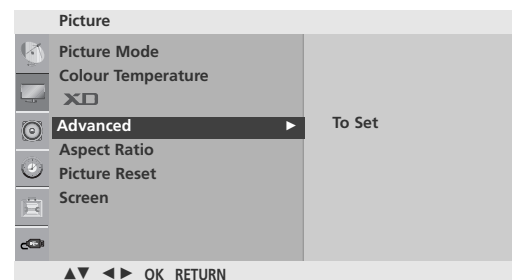 Picture
Picture Mode
Colour Temperature
XD
Advanced ► To Set
Aspect Ratio
Picture Reset
Screen
▲▼ ◄► OK RETURN